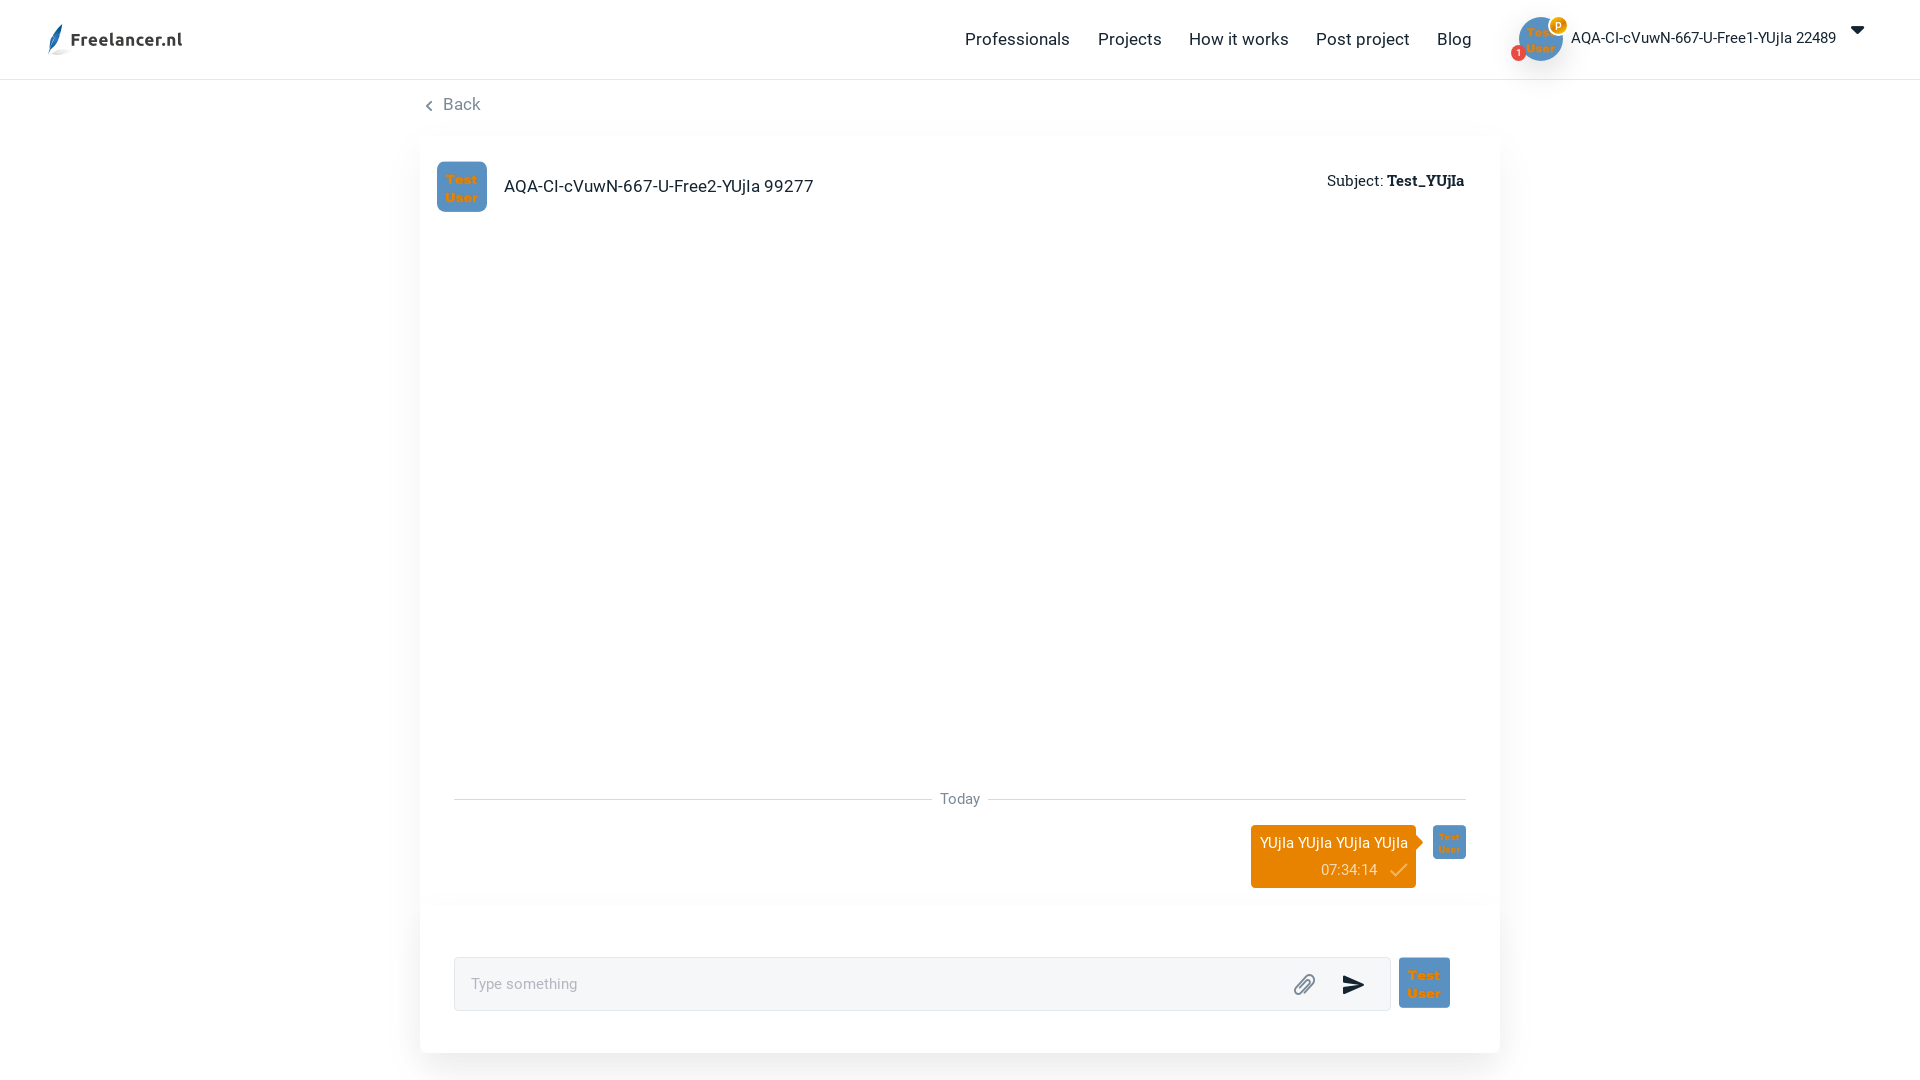 Freelancer.nl
Professionals
Projects
How it works
Post project
Blog
Test
User
p
1
AQA-CI-cVuwN-667-U-Free1-YUjIa 22489
Back
Test
User
AQA-CI-cVuwN-667-U-Free2-YUjIa 99277
Subject: Test_YUjIa
Today
YUjIa YUjIa YUjIa YUjIa
07:34:14
Test
User
Type something
Test
User